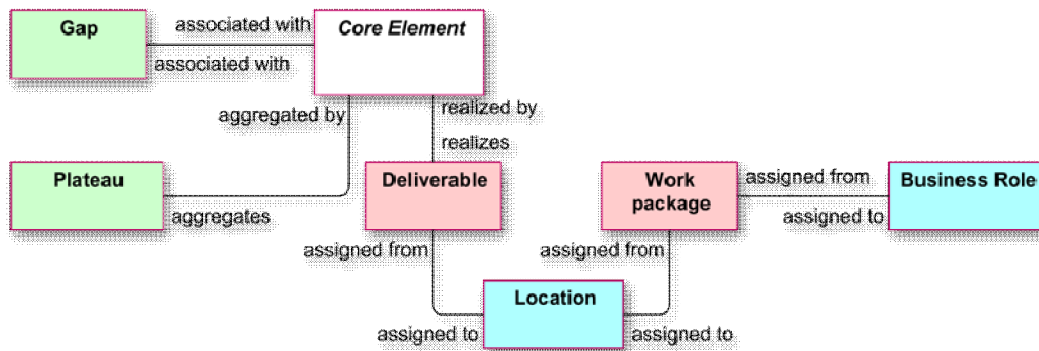 Gap
associated with
Core Element
associated with
aggregated by
realized by
realizes
Plateau
aggregates
Deliverable
Work
package
assigned from
Business Role
assigned to
assigned from
assigned from
Location
assigned to
assigned to